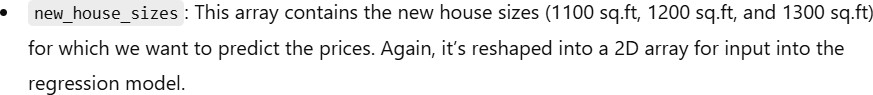 • new_house_sizes: This array contains the new house sizes (1100 sq.ft, 1200 sq.ft, and 1300 sq.ft)
for which we want to predict the prices. Again, it’s reshaped into a 2D array for input into the
regression model.